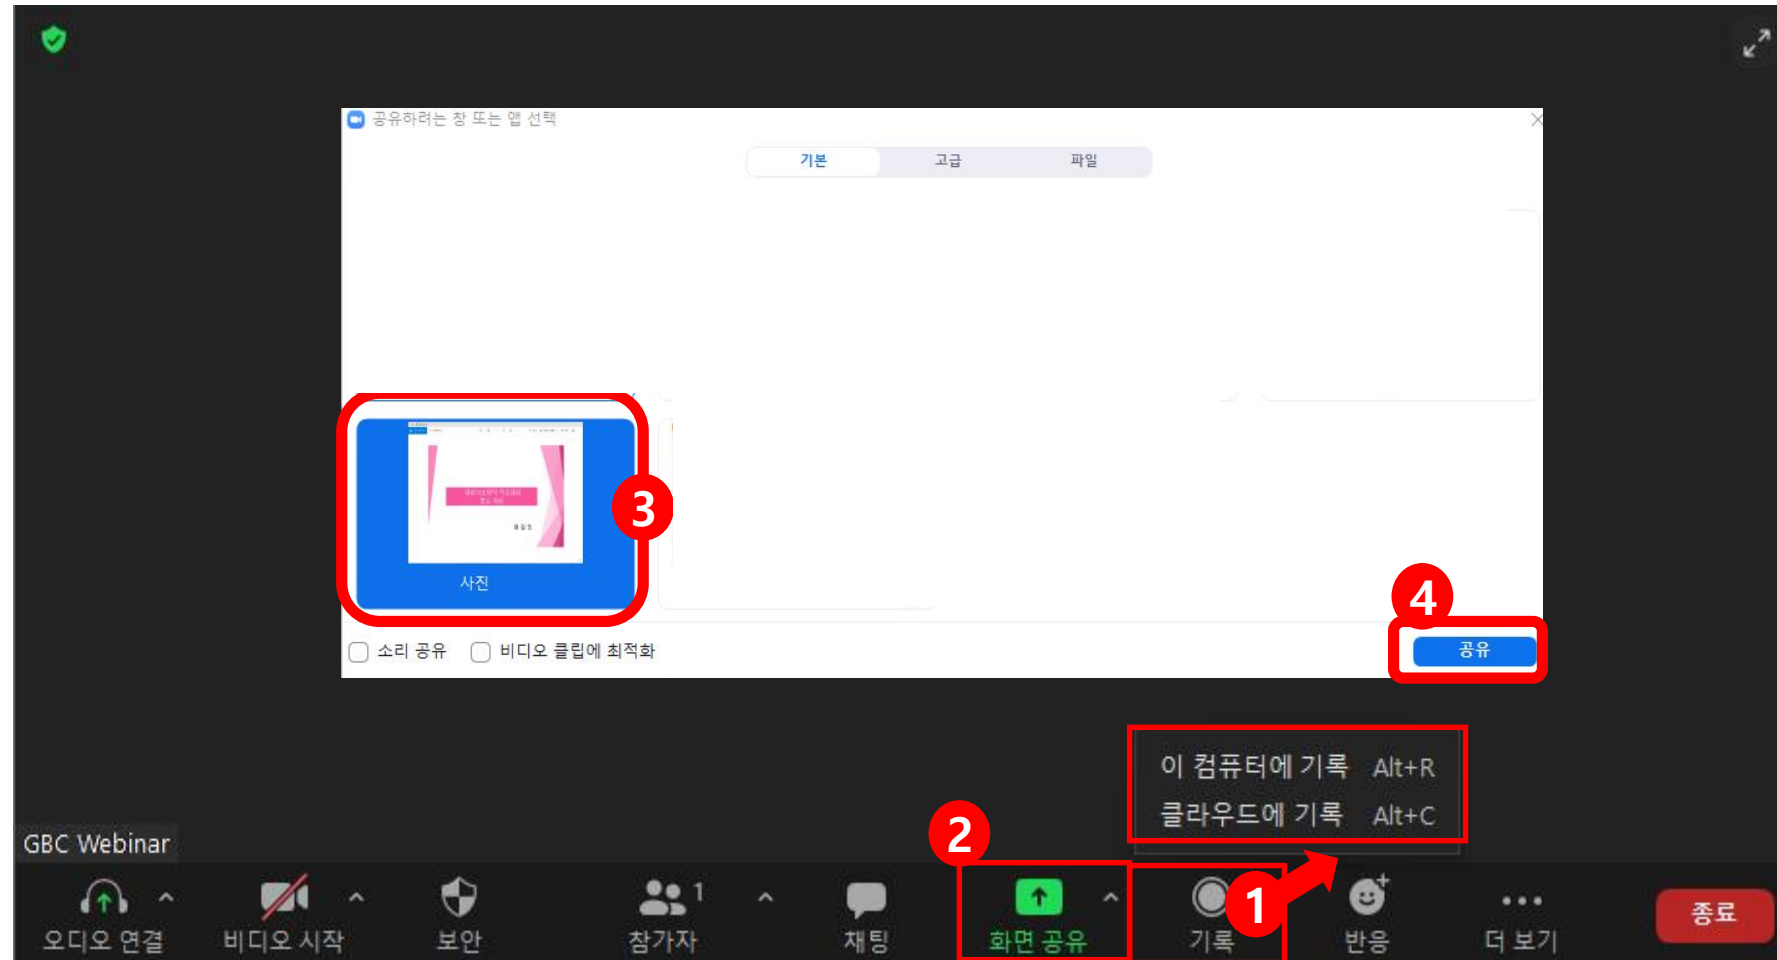 공유하려는 창 또는 앱 선택
기본 고급 파일
3
사진
4
소리 공유 비디오 클립에 최적화 공유
이 컴퓨터에 기록 Alt+R
클라우드에 기록 Alt+C
GBC Webinar
2
1
1
오디오 연결 비디오 시작 보안 참가자 채팅 화면 공유 기록 반응 더 보기 종료